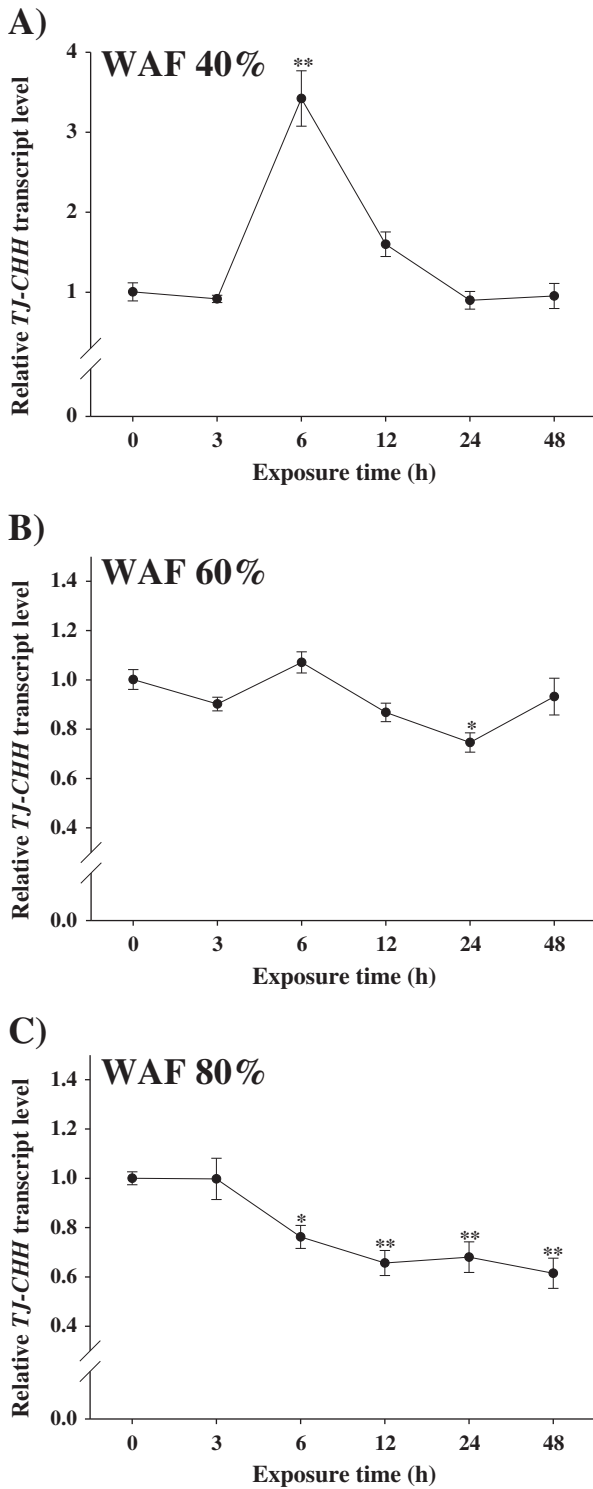 A)
WAF 40%
Relative TJ-CHH transcript level
4
**
3
2
1
0
0 3 6 12 24 48
Exposure time (h)
B)
WAF 60%
Relative TJ-CHH transcript level
1.4
1.2
1.0
0.8
*
0.6
0.4
0.0
0 3 6 12 24 48
Exposure time (h)
C)
WAF 80%
Relative TJ-CHH transcript level
1.4
1.2
1.0
0.8
* ** ** **
0.6
0.4
0.0
0 3 6 12 24 48
Exposure time (h)